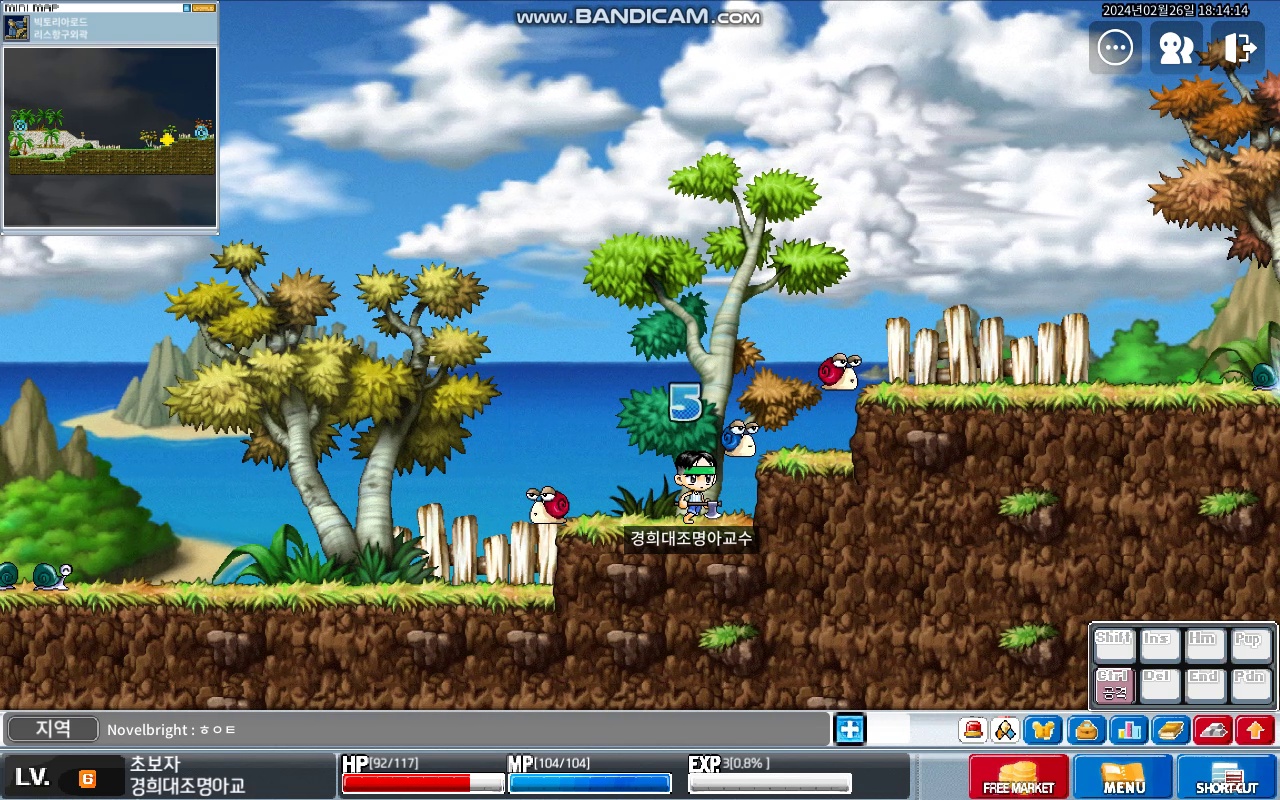 MINI MAP
WWW.BANDICAM.COM
2024年02월26일 18:14:14
빅토리아로드
리스항구외곽
5
경희대조명아교수
Shift Ins Hm Pup
Ctrl Del End Pdn
공격
지역 Novelbright : ㅎㅇㅌ
LV. 6 초보자
경희대조명아교
HP[92/117] MP[104/104] EXP.3[0.8% ]
FREE MARKET MENU SHORTCUT